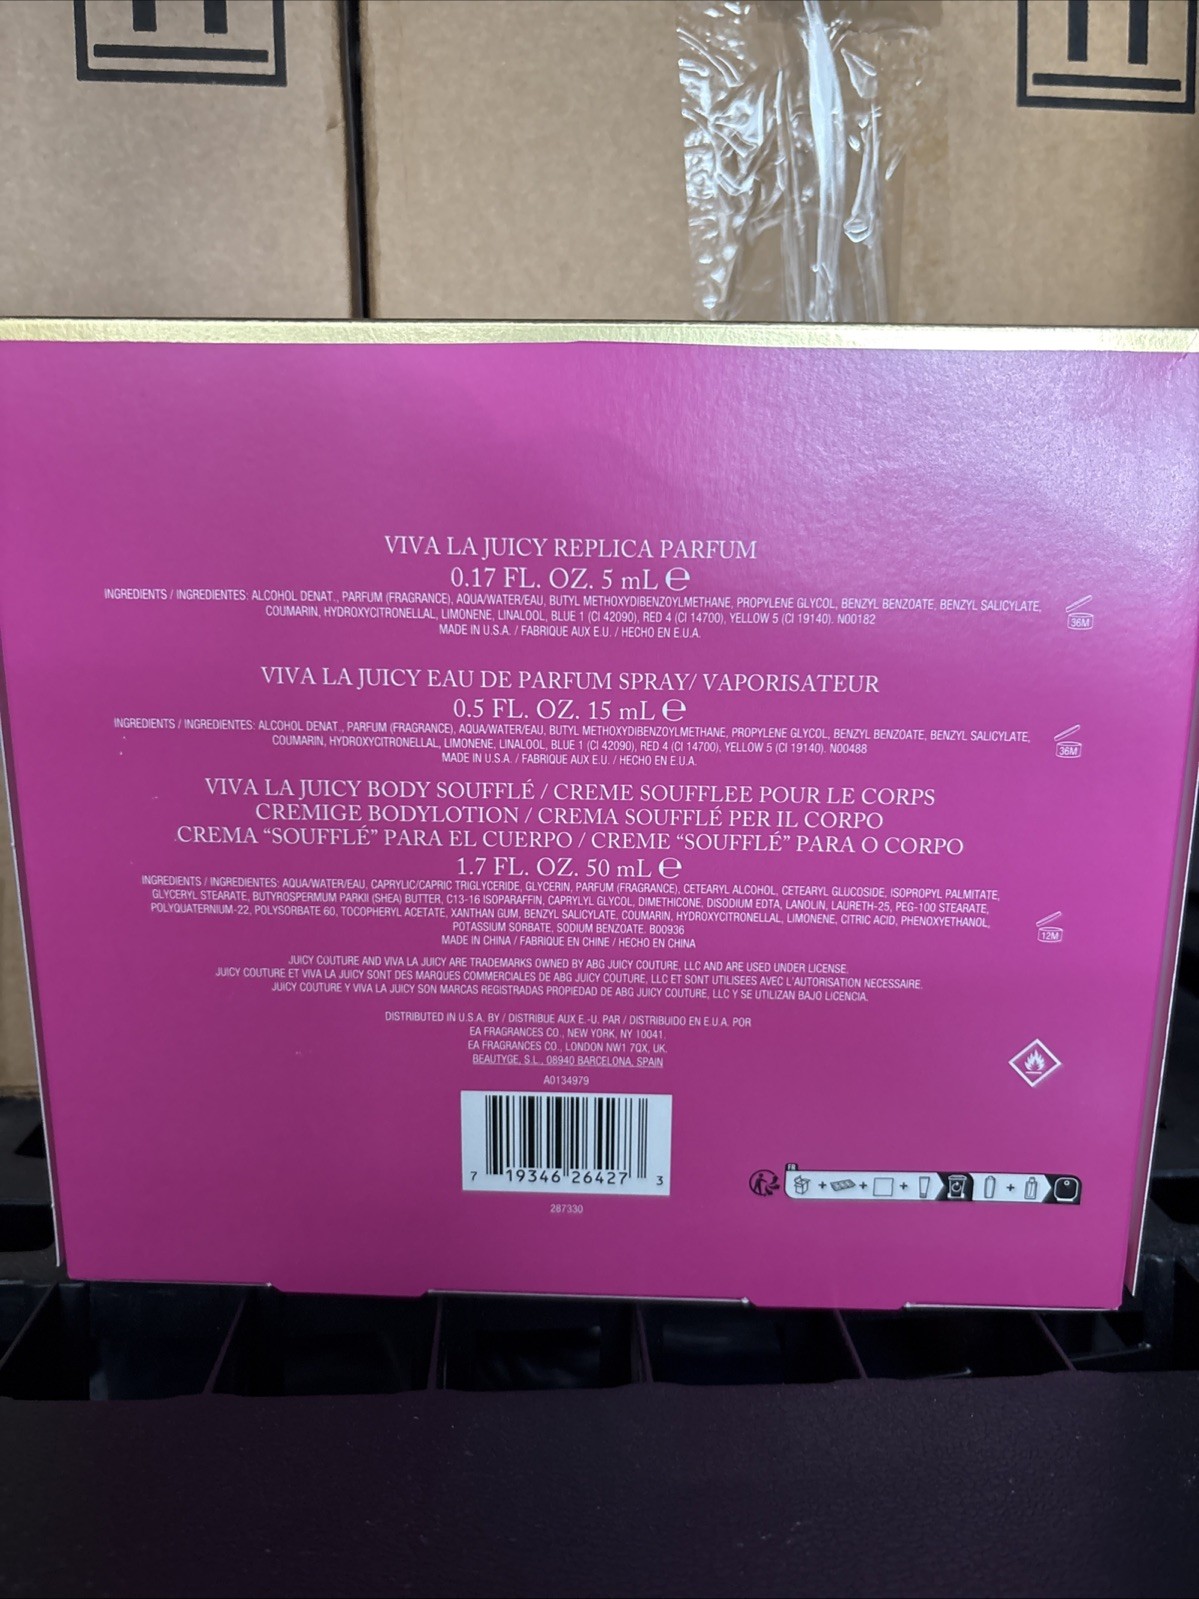 VIVA LA JUICY REPLICA PARFUM
0.17 FL. OZ. 5 mL ℮
INGREDIENTS / INGREDIENTES: ALCOHOL DENAT., PARFUM (FRAGRANCE), AQUA/WATER/EAU, BUTYL METHOXYDIBENZOYLMETHANE, PROPYLENE GLYCOL, BENZYL BENZOATE, BENZYL SALICYLATE,
COUMARIN, HYDROXYCITRONELLAL, LIMONENE, LINALOOL, BLUE 1 (CI 42090), RED 4 (CI 14700), YELLOW 5 (CI 19140). N00182
36M
MADE IN U.S.A. / FABRIQUE AUX E.U. / HECHO EN E.U.A.
VIVA LA JUICY EAU DE PARFUM SPRAY/ VAPORISATEUR
0.5 FL. OZ. 15 mL ℮
INGREDIENTS / INGREDIENTES: ALCOHOL DENAT., PARFUM (FRAGRANCE), AQUA/WATER/EAU, BUTYL METHOXYDIBENZOYLMETHANE, PROPYLENE GLYCOL, BENZYL BENZOATE, BENZYL SALICYLATE,
COUMARIN, HYDROXYCITRONELLAL, LIMONENE, LINALOOL, BLUE 1 (CI 42090), RED 4 (CI 14700), YELLOW 5 (CI 19140). N00488
36M
MADE IN U.S.A. / FABRIQUE AUX E.U. / HECHO EN E.U.A.
VIVA LA JUICY BODY SOUFFLÉ / CREME SOUFFLEE POUR LE CORPS
CREMIGE BODYLOTION / CREMA SOUFFLÉ PER IL CORPO
CREMA “SOUFFLÉ” PARA EL CUERPO / CREME “SOUFFLÉ” PARA O CORPO
1.7 FL. OZ. 50 mL ℮
INGREDIENTS / INGREDIENTES: AQUA/WATER/EAU, CAPRYLIC/CAPRIC TRIGLYCERIDE, GLYCERIN, PARFUM (FRAGRANCE), CETEARYL ALCOHOL, CETEARYL GLUCOSIDE, ISOPROPYL PALMITATE,
GLYCERYL STEARATE, BUTYROSPERMUM PARKII (SHEA) BUTTER, C13-16 ISOPARAFFIN, CAPRYLYL GLYCOL, DIMETHICONE, DISODIUM EDTA, LANOLIN, LAURETH-25, PEG-100 STEARATE,
POLYQUATERNIUM-22, POLYSORBATE 60, TOCOPHERYL ACETATE, XANTHAN GUM, BENZYL SALICYLATE, COUMARIN, HYDROXYCITRONELLAL, LIMONENE, CITRIC ACID, PHENOXYETHANOL,
POTASSIUM SORBATE, SODIUM BENZOATE. B00936
12M
MADE IN CHINA / FABRIQUE EN CHINE / HECHO EN CHINA
JUICY COUTURE AND VIVA LA JUICY ARE TRADEMARKS OWNED BY ABG JUICY COUTURE, LLC AND ARE USED UNDER LICENSE.
JUICY COUTURE ET VIVA LA JUICY SONT DES MARQUES COMMERCIALES DE ABG JUICY COUTURE, LLC ET SONT UTILISEES AVEC L'AUTORISATION NECESSAIRE.
JUICY COUTURE Y VIVA LA JUICY SON MARCAS REGISTRADAS PROPIEDAD DE ABG JUICY COUTURE, LLC Y SE UTILIZAN BAJO LICENCIA.
DISTRIBUTED IN U.S.A. BY / DISTRIBUE AUX E.-U. PAR / DISTRIBUIDO EN E.U.A. POR
EA FRAGRANCES CO., NEW YORK, NY 10041.
EA FRAGRANCES CO., LONDON NW1 7QX, UK.
BEAUTYGE, S.L., 08940 BARCELONA, SPAIN
A0134979
7 19346 26427 3
FR
287330